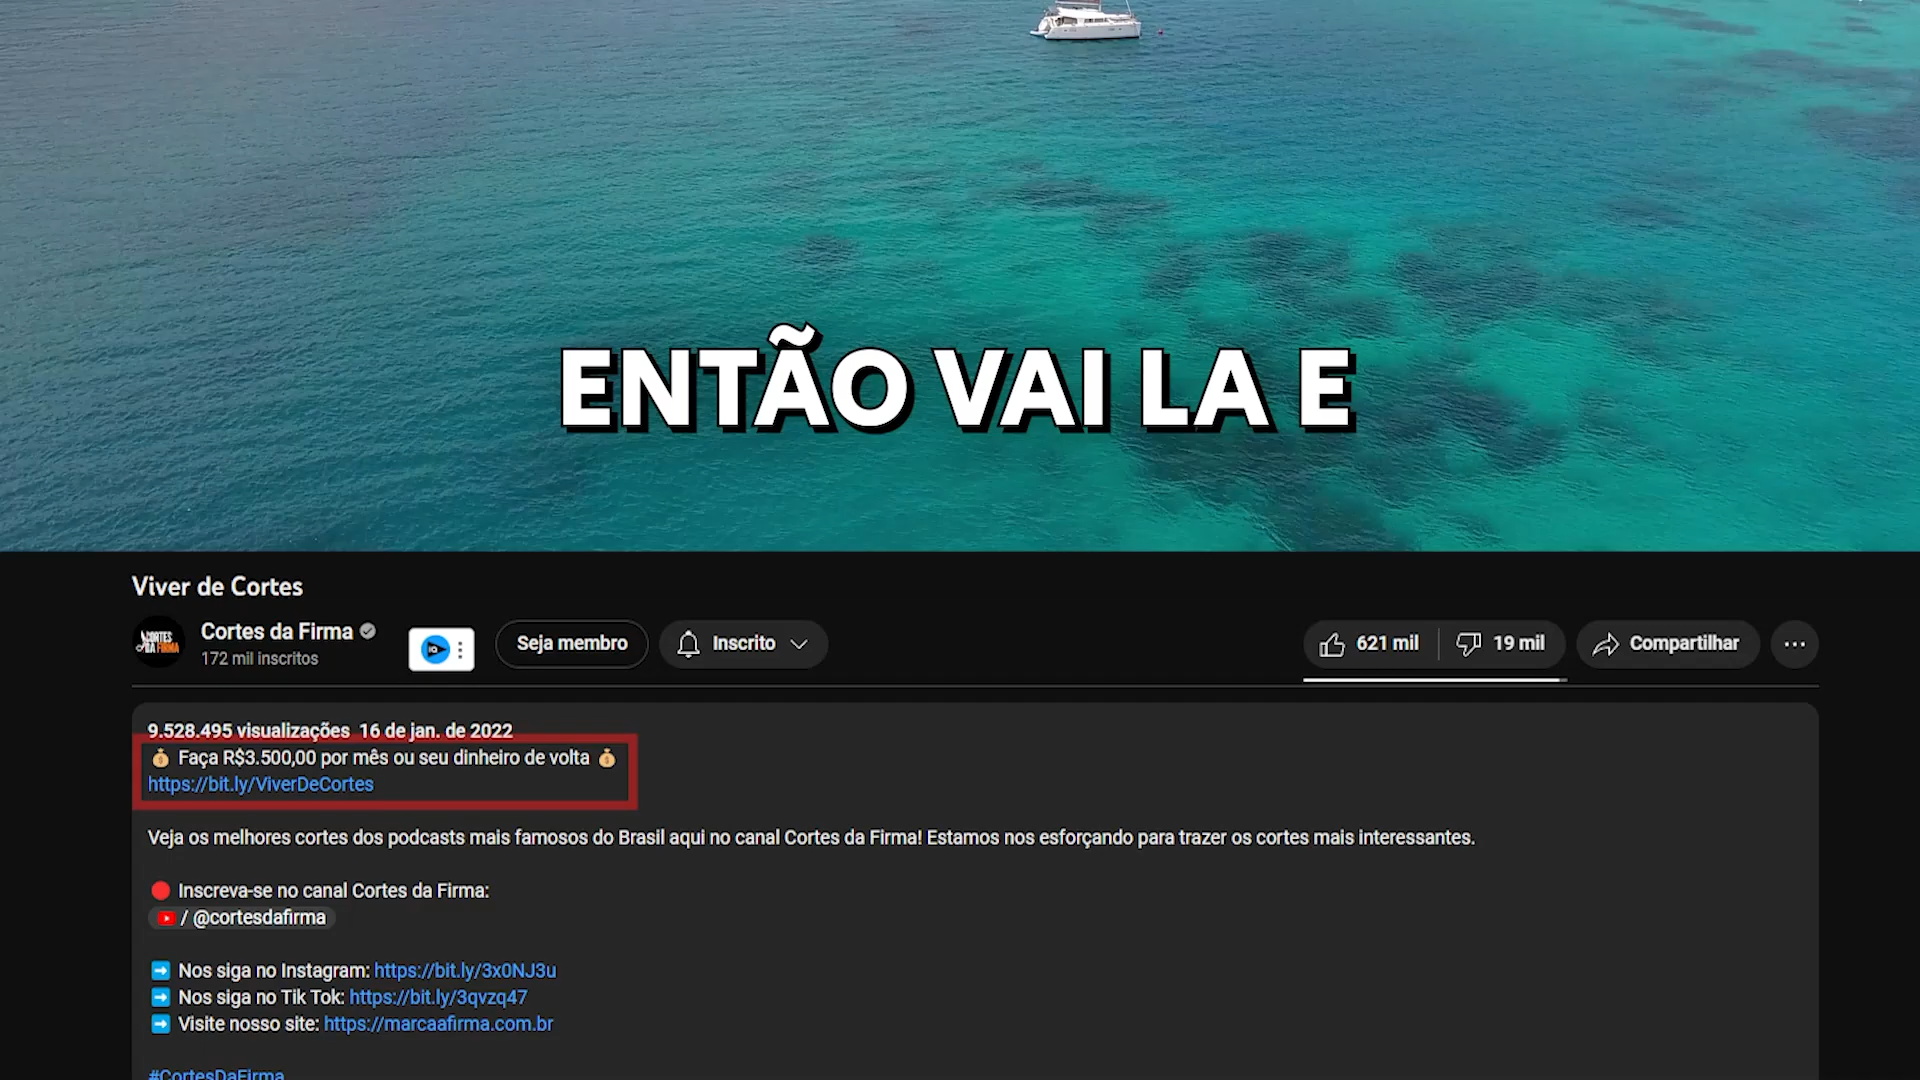 ENTÃO VAI LA E
Viver de Cortes
CORTES
DA FIRMA
Cortes da Firma
172 mil inscritos
Seja membro
Inscrito
621 mil
19 mil
Compartilhar
9.528.495 visualizações 16 de jan. de 2022
Faça R$3.500,00 por mês ou seu dinheiro de volta
https://bit.ly/ViverDeCortes
Veja os melhores cortes dos podcasts mais famosos do Brasil aqui no canal Cortes da Firma! Estamos nos esforçando para trazer os cortes mais interessantes.
Inscreva-se no canal Cortes da Firma:
/ @cortesdafirma
Nos siga no Instagram: https://bit.ly/3x0NJ3u
Nos siga no Tik Tok: https://bit.ly/3qvzq47
Visite nosso site: https://marcaafirma.com.br
#CortesDaFirma